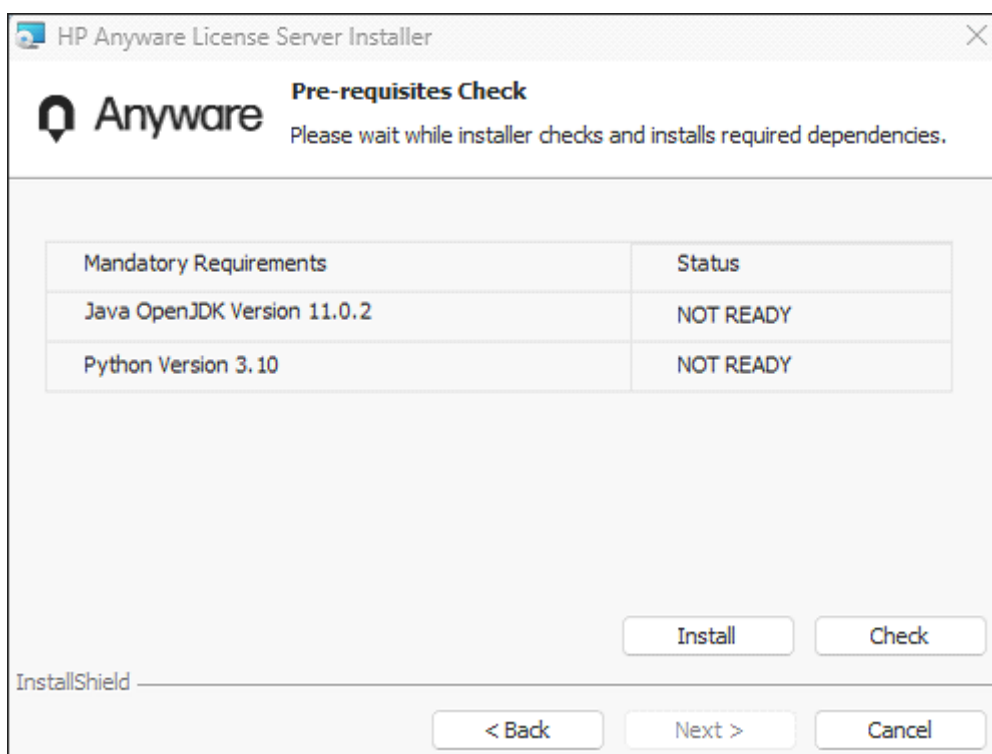 HP Anyware License Server Installer
Anyware
Pre-requisites Check
Please wait while installer checks and installs required dependencies.
Mandatory Requirements Status
Java OpenJDK Version 11.0.2 NOT READY
Python Version 3.10 NOT READY
Install Check
InstallShield
< Back Next > Cancel